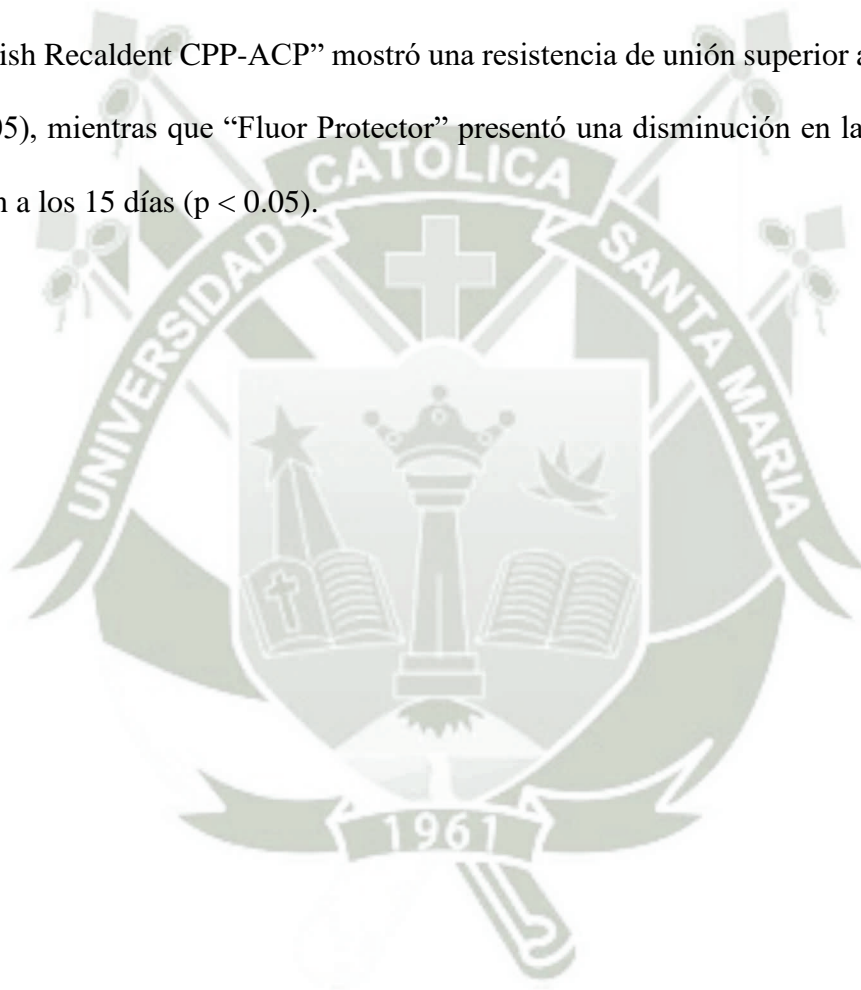 ish Recaldent CPP-ACP” mostró una resistencia de unión superior a
05), mientras que “Fluor Protector” presentó una disminución en la
n a los 15 días (p < 0.05).
UNIVERSIDAD CATOLICA SANTA MARIA
1961